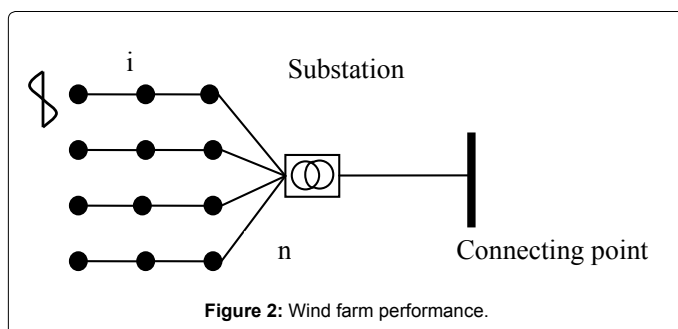 i
Substation
n
Connecting point
Figure 2: Wind farm performance.